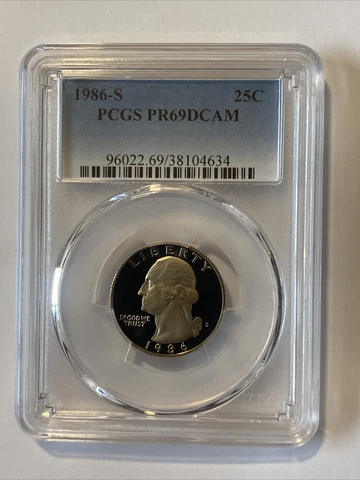 1986-S 25C
PCGS PR69DCAM
96022.69/38104634
LIBERTY
IN GOD WE
TRUST
S
1986